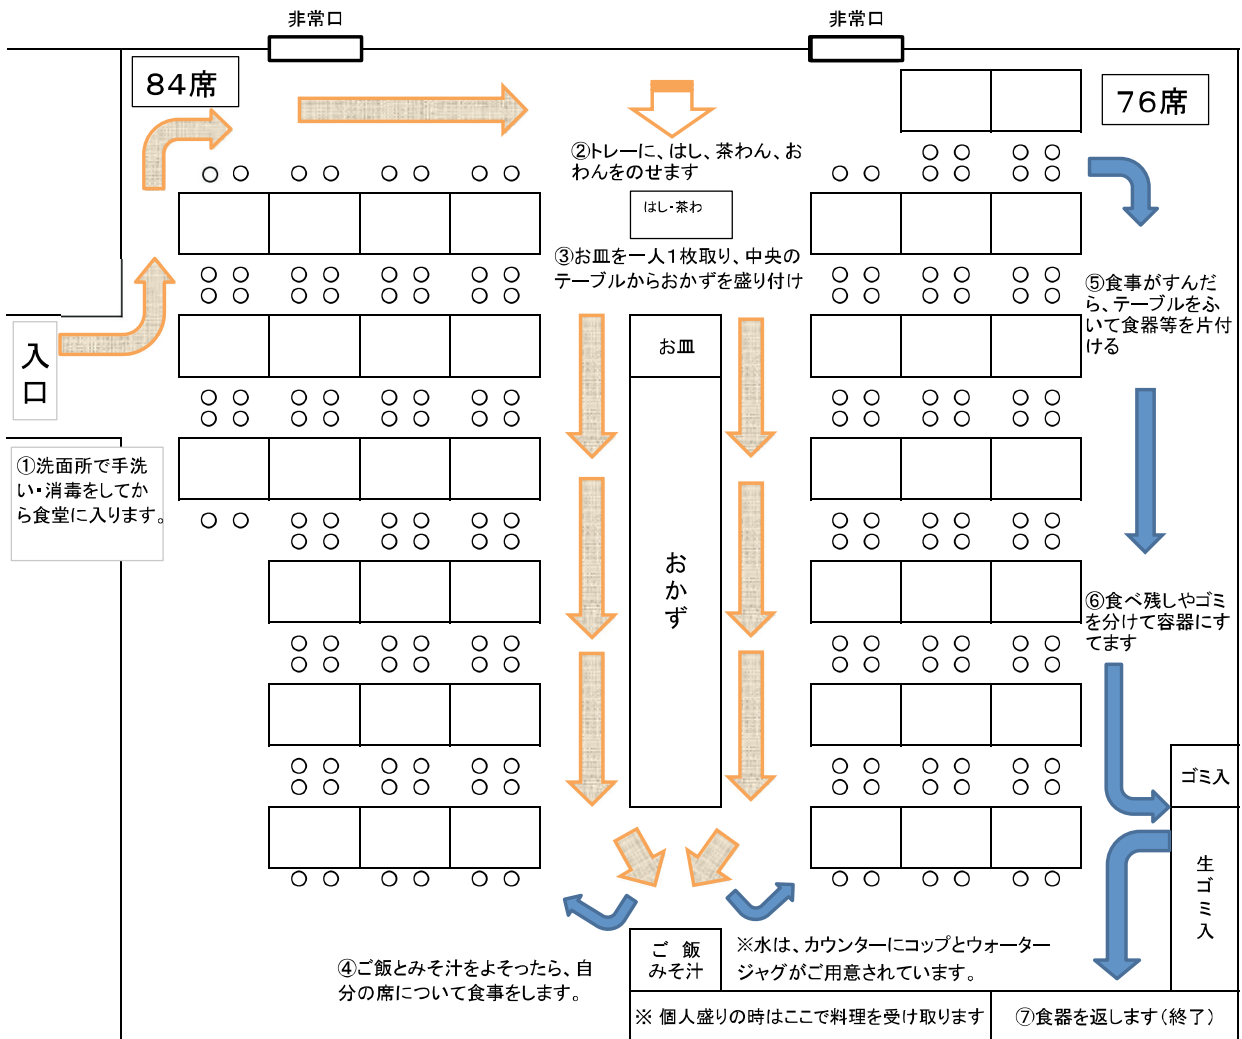 非常口
非常口
84席
76席
②トレーに、はし、茶わん、お
わんをのせます
はし・茶わ
③お皿を一人1枚取り、中央の
テーブルからおかずを盛り付け
⑤食事がすんだ
ら、テーブルをふ
いて食器等を片付
ける
入
口
お皿
①洗面所で手洗
い・消毒をしてか
ら食堂に入ります。
おかず
⑥食べ残しやゴミ
を分けて容器にす
てます
ゴミ入
生ゴミ入
ご 飯
みそ汁
※水は、カウンターにコップとウォーター
ジャグがご用意されています。
④ご飯とみそ汁をよそったら、自
分の席について食事をします。
※ 個人盛りの時はここで料理を受け取ります
⑦食器を返します(終了)